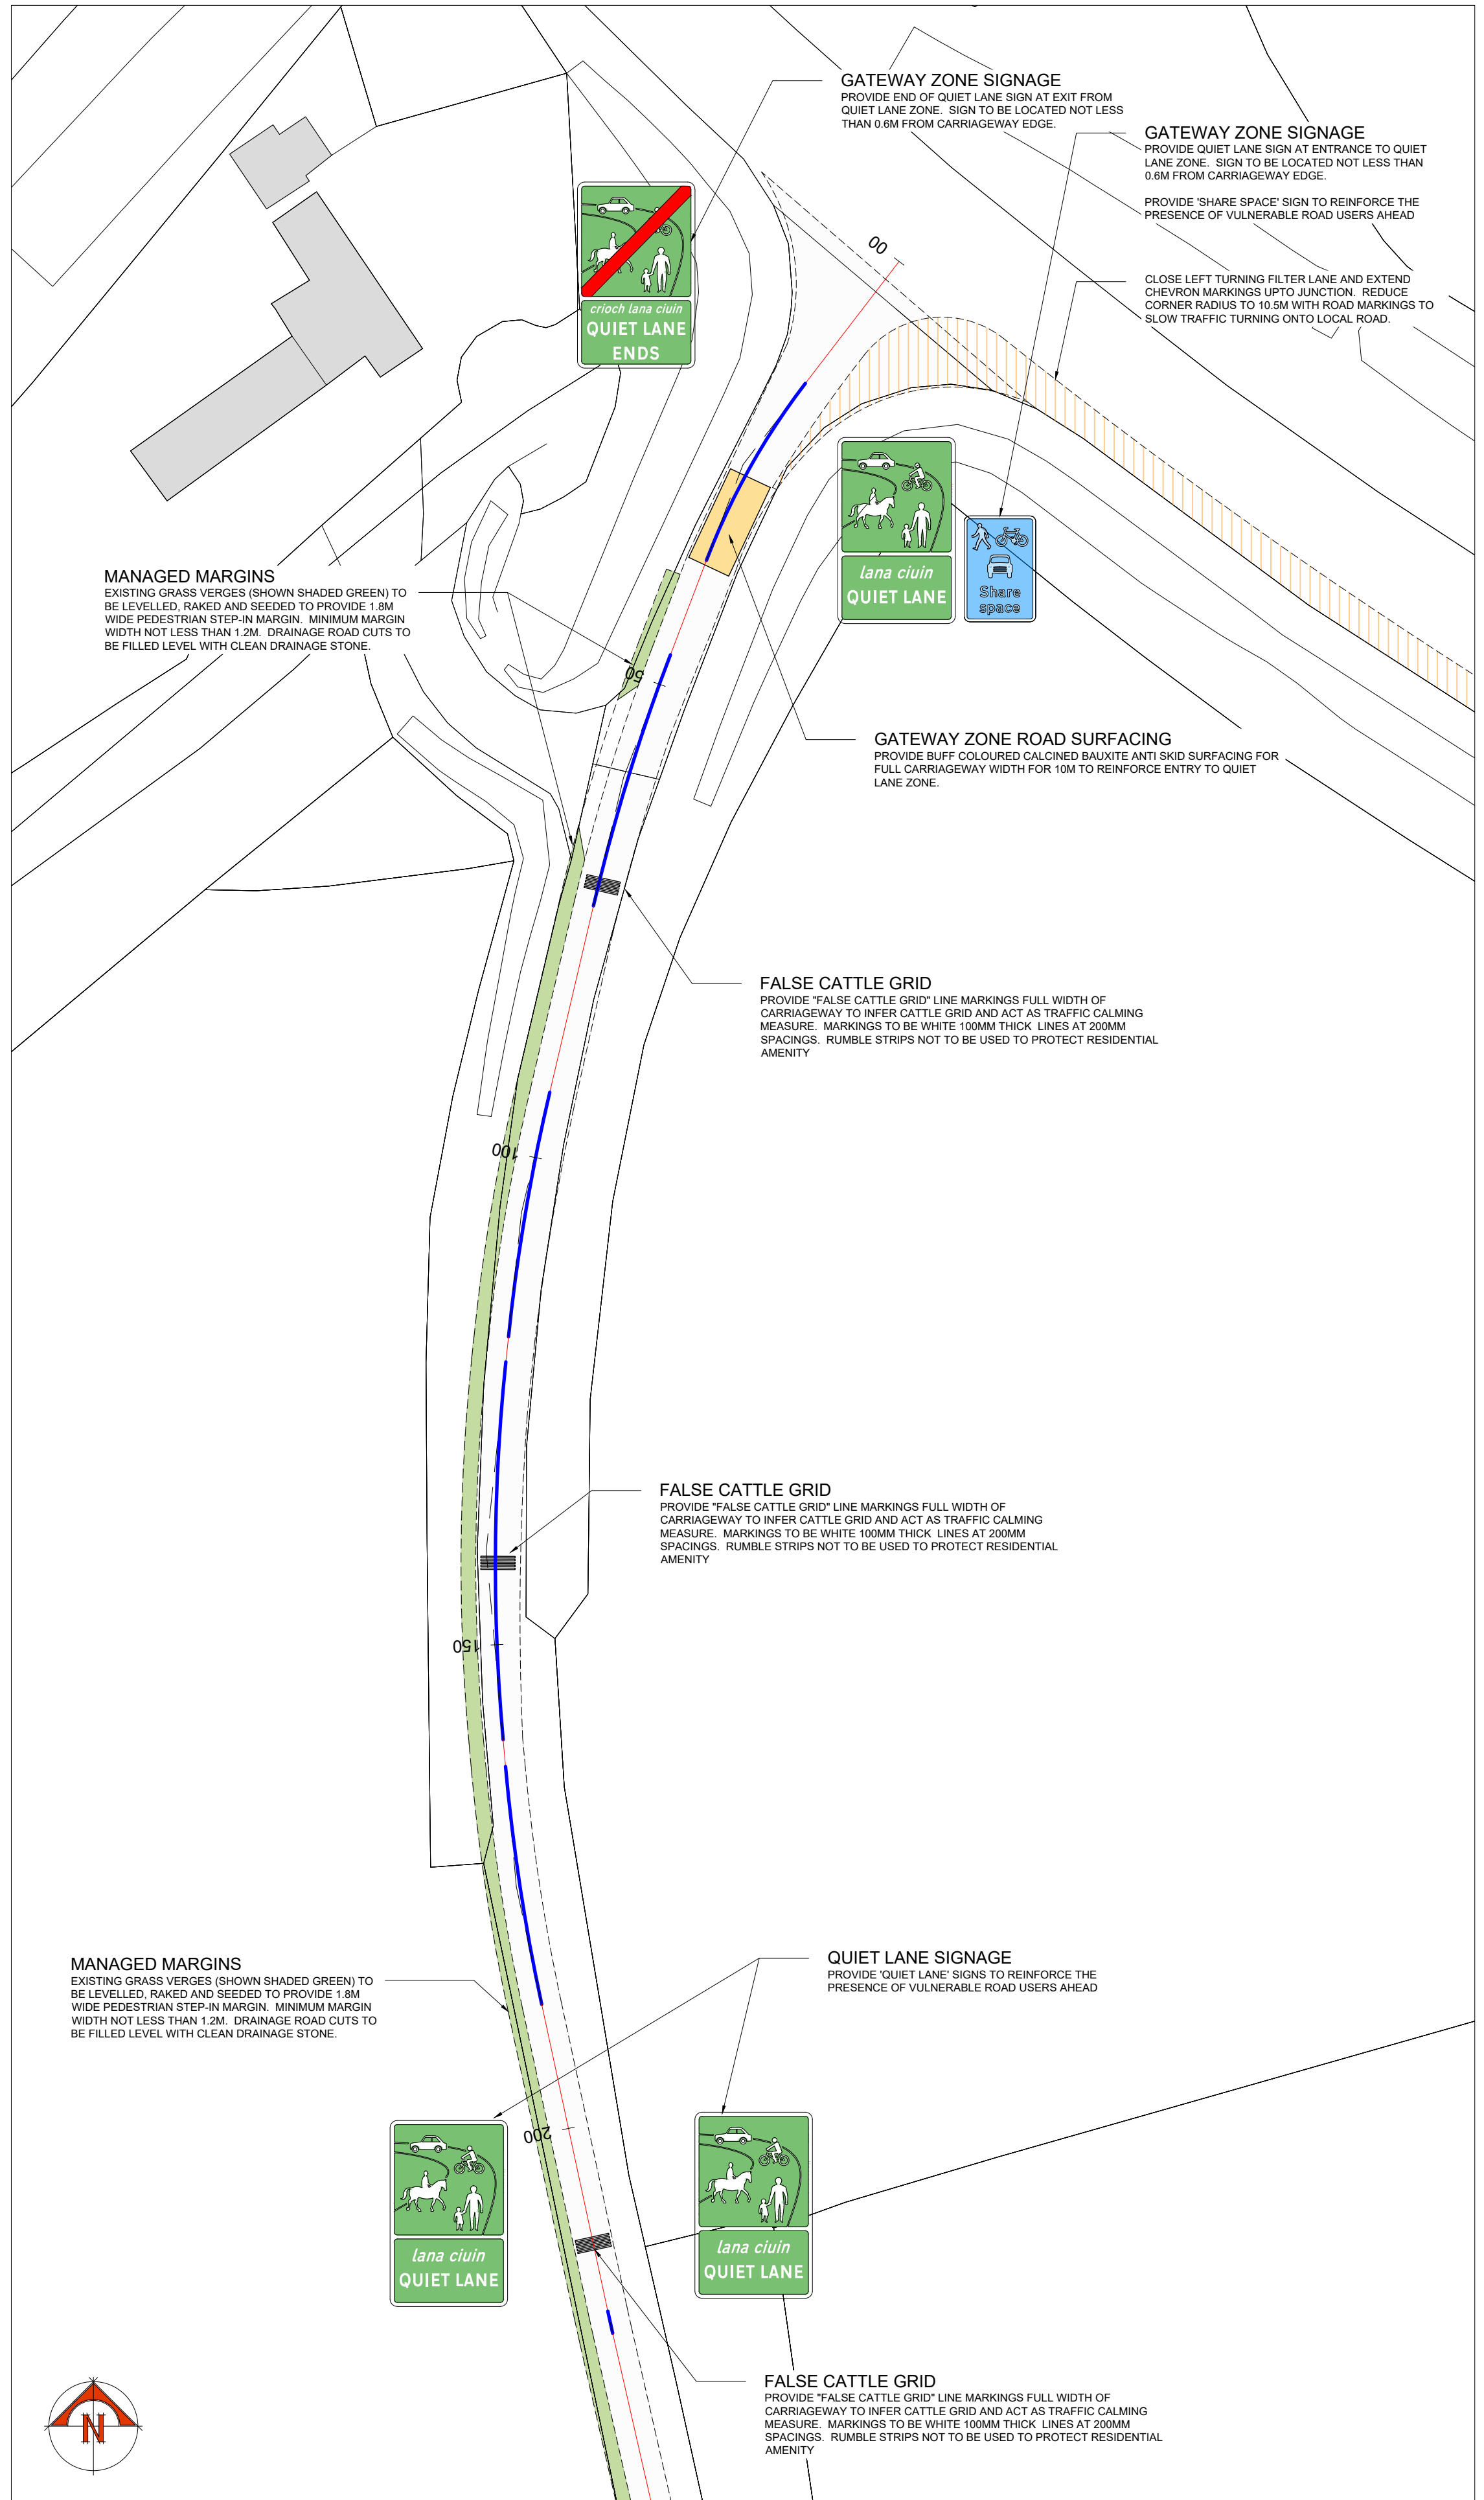 GATEWAY ZONE SIGNAGE
PROVIDE END OF QUIET LANE SIGN AT EXIT FROM
QUIET LANE ZONE. SIGN TO BE LOCATED NOT LESS
THAN 0.6M FROM CARRIAGEWAY EDGE.
GATEWAY ZONE SIGNAGE
PROVIDE QUIET LANE SIGN AT ENTRANCE TO QUIET
LANE ZONE. SIGN TO BE LOCATED NOT LESS THAN
0.6M FROM CARRIAGEWAY EDGE.
PROVIDE 'SHARE SPACE' SIGN TO REINFORCE THE
PRESENCE OF VULNERABLE ROAD USERS AHEAD
00
CLOSE LEFT TURNING FILTER LANE AND EXTEND
CHEVRON MARKINGS UPTO JUNCTION. REDUCE
CORNER RADIUS TO 10.5M WITH ROAD MARKINGS TO
SLOW TRAFFIC TURNING ONTO LOCAL ROAD.
crioch lana ciuin
QUIET LANE
ENDS
lana ciuin
QUIET LANE
Share
space
MANAGED MARGINS
EXISTING GRASS VERGES (SHOWN SHADED GREEN) TO
BE LEVELLED, RAKED AND SEEDED TO PROVIDE 1.8M
WIDE PEDESTRIAN STEP-IN MARGIN. MINIMUM MARGIN
WIDTH NOT LESS THAN 1.2M. DRAINAGE ROAD CUTS TO
BE FILLED LEVEL WITH CLEAN DRAINAGE STONE.
50
GATEWAY ZONE ROAD SURFACING
PROVIDE BUFF COLOURED CALCINED BAUXITE ANTI SKID SURFACING FOR
FULL CARRIAGEWAY WIDTH FOR 10M TO REINFORCE ENTRY TO QUIET
LANE ZONE.
FALSE CATTLE GRID
PROVIDE "FALSE CATTLE GRID" LINE MARKINGS FULL WIDTH OF
CARRIAGEWAY TO INFER CATTLE GRID AND ACT AS TRAFFIC CALMING
MEASURE. MARKINGS TO BE WHITE 100MM THICK LINES AT 200MM
SPACINGS. RUMBLE STRIPS NOT TO BE USED TO PROTECT RESIDENTIAL
AMENITY
100
FALSE CATTLE GRID
PROVIDE "FALSE CATTLE GRID" LINE MARKINGS FULL WIDTH OF
CARRIAGEWAY TO INFER CATTLE GRID AND ACT AS TRAFFIC CALMING
MEASURE. MARKINGS TO BE WHITE 100MM THICK LINES AT 200MM
SPACINGS. RUMBLE STRIPS NOT TO BE USED TO PROTECT RESIDENTIAL
AMENITY
150
MANAGED MARGINS
EXISTING GRASS VERGES (SHOWN SHADED GREEN) TO
BE LEVELLED, RAKED AND SEEDED TO PROVIDE 1.8M
WIDE PEDESTRIAN STEP-IN MARGIN. MINIMUM MARGIN
WIDTH NOT LESS THAN 1.2M. DRAINAGE ROAD CUTS TO
BE FILLED LEVEL WITH CLEAN DRAINAGE STONE.
QUIET LANE SIGNAGE
PROVIDE 'QUIET LANE' SIGNS TO REINFORCE THE
PRESENCE OF VULNERABLE ROAD USERS AHEAD
200
lana ciuin
QUIET LANE
lana ciuin
QUIET LANE
FALSE CATTLE GRID
PROVIDE "FALSE CATTLE GRID" LINE MARKINGS FULL WIDTH OF
CARRIAGEWAY TO INFER CATTLE GRID AND ACT AS TRAFFIC CALMING
MEASURE. MARKINGS TO BE WHITE 100MM THICK LINES AT 200MM
SPACINGS. RUMBLE STRIPS NOT TO BE USED TO PROTECT RESIDENTIAL
AMENITY
N